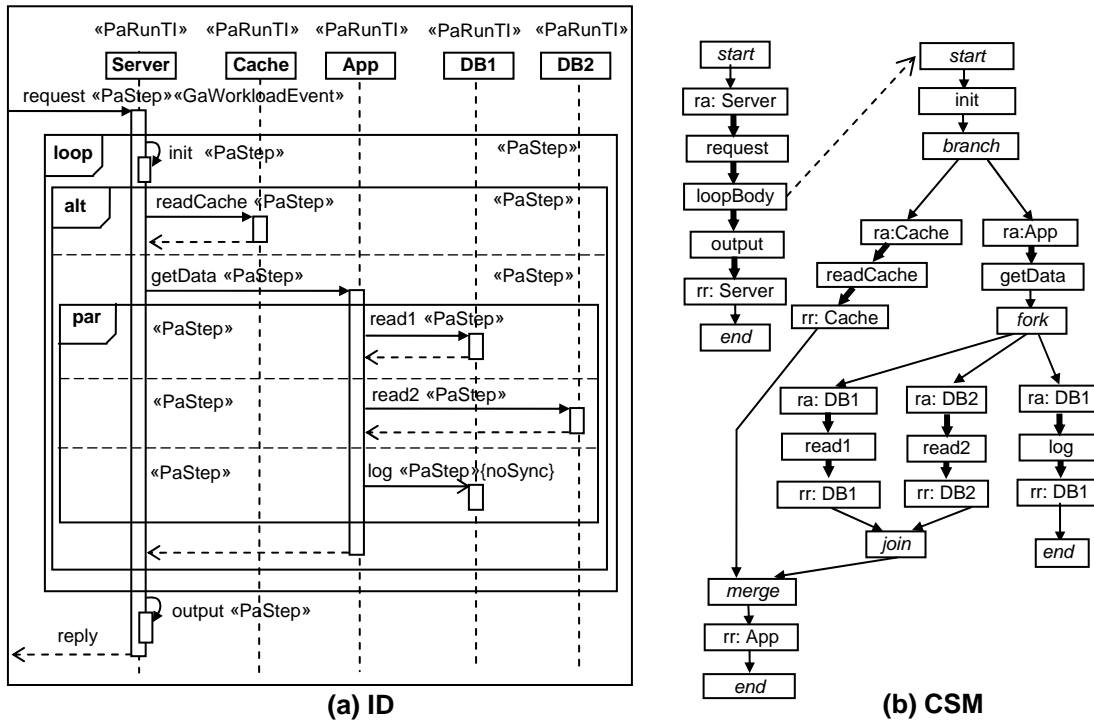 «PaRunTI» «PaRunTI» «PaRunTI» «PaRunTI» «PaRunTI»
Server Cache App DB1 DB2
request «PaStep»«GaWorkloadEvent»
loop
init «PaStep»
«PaStep»
alt
readCache «PaStep»
«PaStep»
getData «PaStep»
«PaStep»
par
«PaStep»
read1 «PaStep»
«PaStep»
read2 «PaStep»
«PaStep»
log «PaStep»{noSync}
output «PaStep»
reply
(a) ID
start
ra: Server
request
loopBody
output
rr: Server
end
start
init
branch
ra:Cache
readCache
rr: Cache
ra:App
getData
fork
ra: DB1
read1
rr: DB1
ra: DB2
read2
rr: DB2
ra: DB1
log
rr: DB1
end
join
merge
rr: App
end
(b) CSM